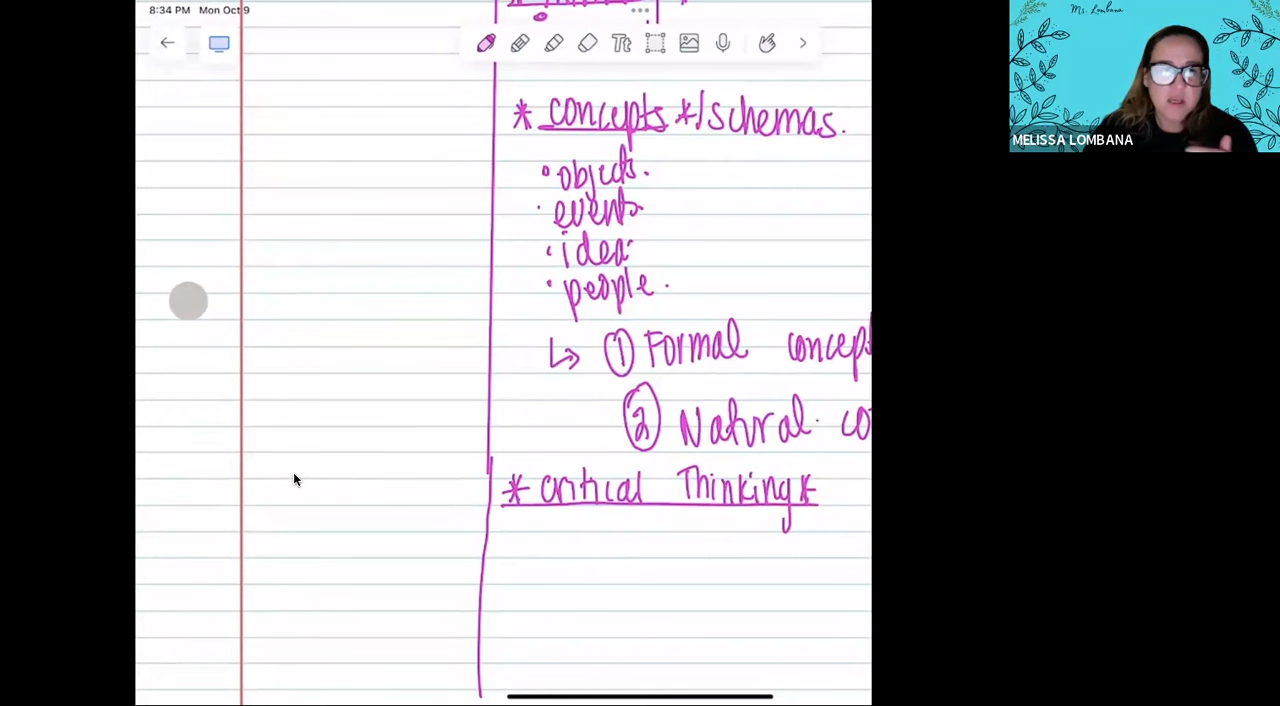 8:34 PM Mon Oct 9
Ms. Lombana
Tt
* concepts */schemas.
• objects.
• events
• idea
• people.
↳ ① Formal concept
② Natural co
MELISSA LOMBANA
* critical Thinking *